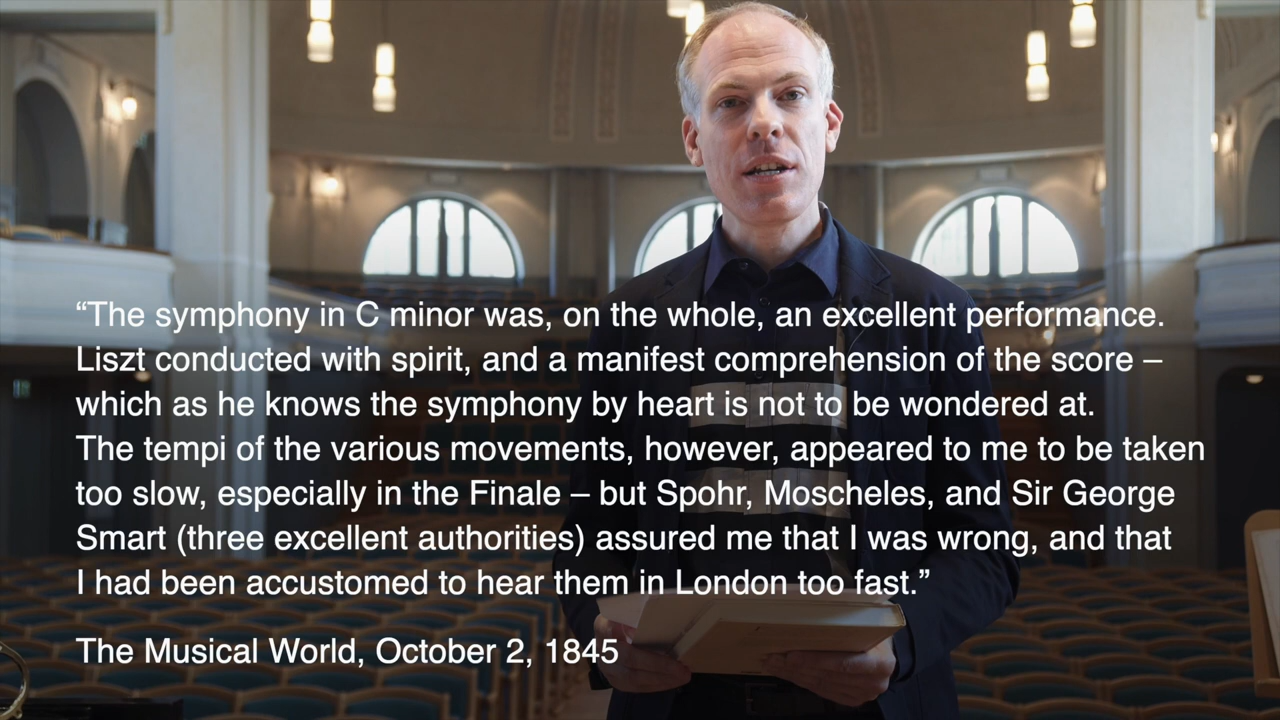 “The symphony in C minor was, on the whole, an excellent performance.
Liszt conducted with spirit, and a manifest comprehension of the score –
which as he knows the symphony by heart is not to be wondered at.
The tempi of the various movements, however, appeared to me to be taken
too slow, especially in the Finale – but Spohr, Moscheles, and Sir George
Smart (three excellent authorities) assured me that I was wrong, and that
I had been accustomed to hear them in London too fast.”
The Musical World, October 2, 1845